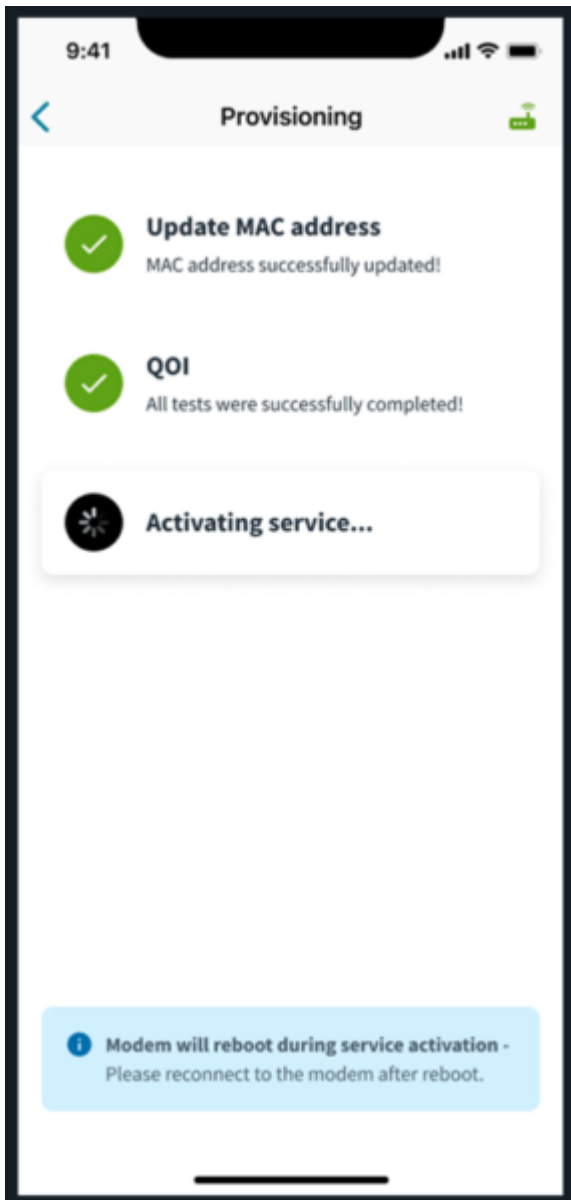 9:41
Provisioning
Update MAC address
MAC address successfully updated!
QOI
All tests were successfully completed!
Activating service...
Modem will reboot during service activation -
Please reconnect to the modem after reboot.